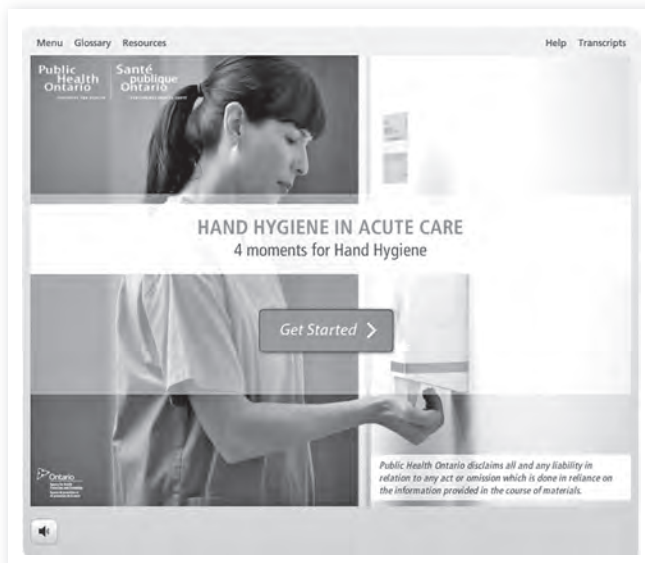 Menu Glossary Resources
Help Transcripts
Public
Health
Ontario
Santé
publique
Ontario
HAND HYGIENE IN ACUTE CARE
4 moments for Hand Hygiene
Get Started
Ontario
Public Health Ontario disclaims all and any liability in
relation to any act or omission which is done in reliance on
the information provided in the course of materials.